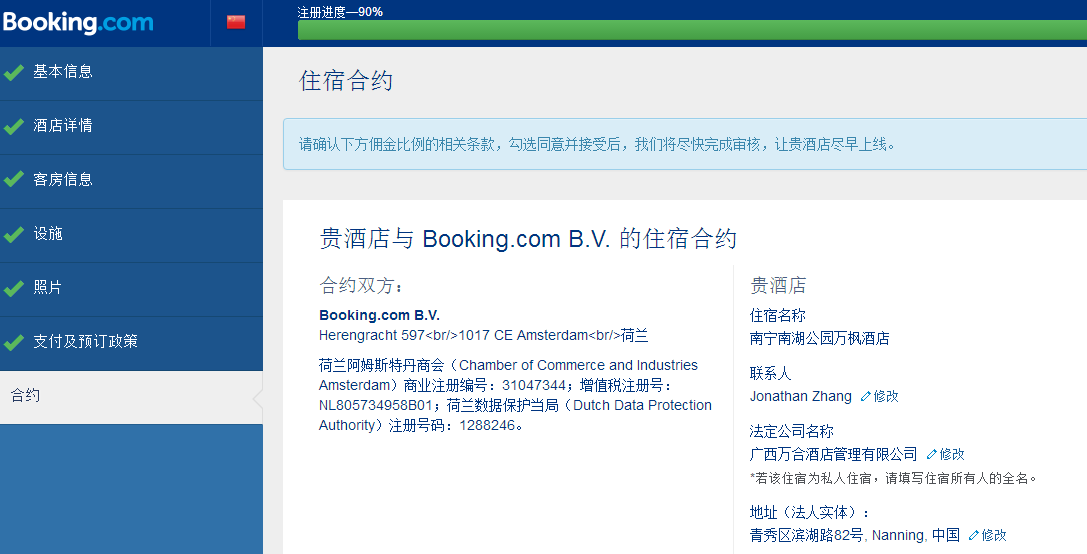 Booking.com
注册进度—90%
基本信息
酒店详情
客房信息
设施
照片
支付及预订政策
合约
住宿合约
请确认下方佣金比例的相关条款，勾选同意并接受后，我们将尽快完成审核，让贵酒店尽早上线。
贵酒店与 Booking.com B.V. 的住宿合约
合约双方：
Booking.com B.V.
Herengracht 597<br/>1017 CE Amsterdam<br/>荷兰
荷兰阿姆斯特丹商会（Chamber of Commerce and Industries
Amsterdam）商业注册编号：31047344；增值税注册号：
NL805734958B01；荷兰数据保护当局（Dutch Data Protection
Authority）注册号码：1288246。
贵酒店
住宿名称
南宁南湖公园万枫酒店
联系人
Jonathan Zhang 修改
法定公司名称
广西万合酒店管理有限公司 修改
*若该住宿为私人住宿，请填写住宿所有人的全名。
地址（法人实体）：
青秀区滨湖路82号, Nanning, 中国 修改